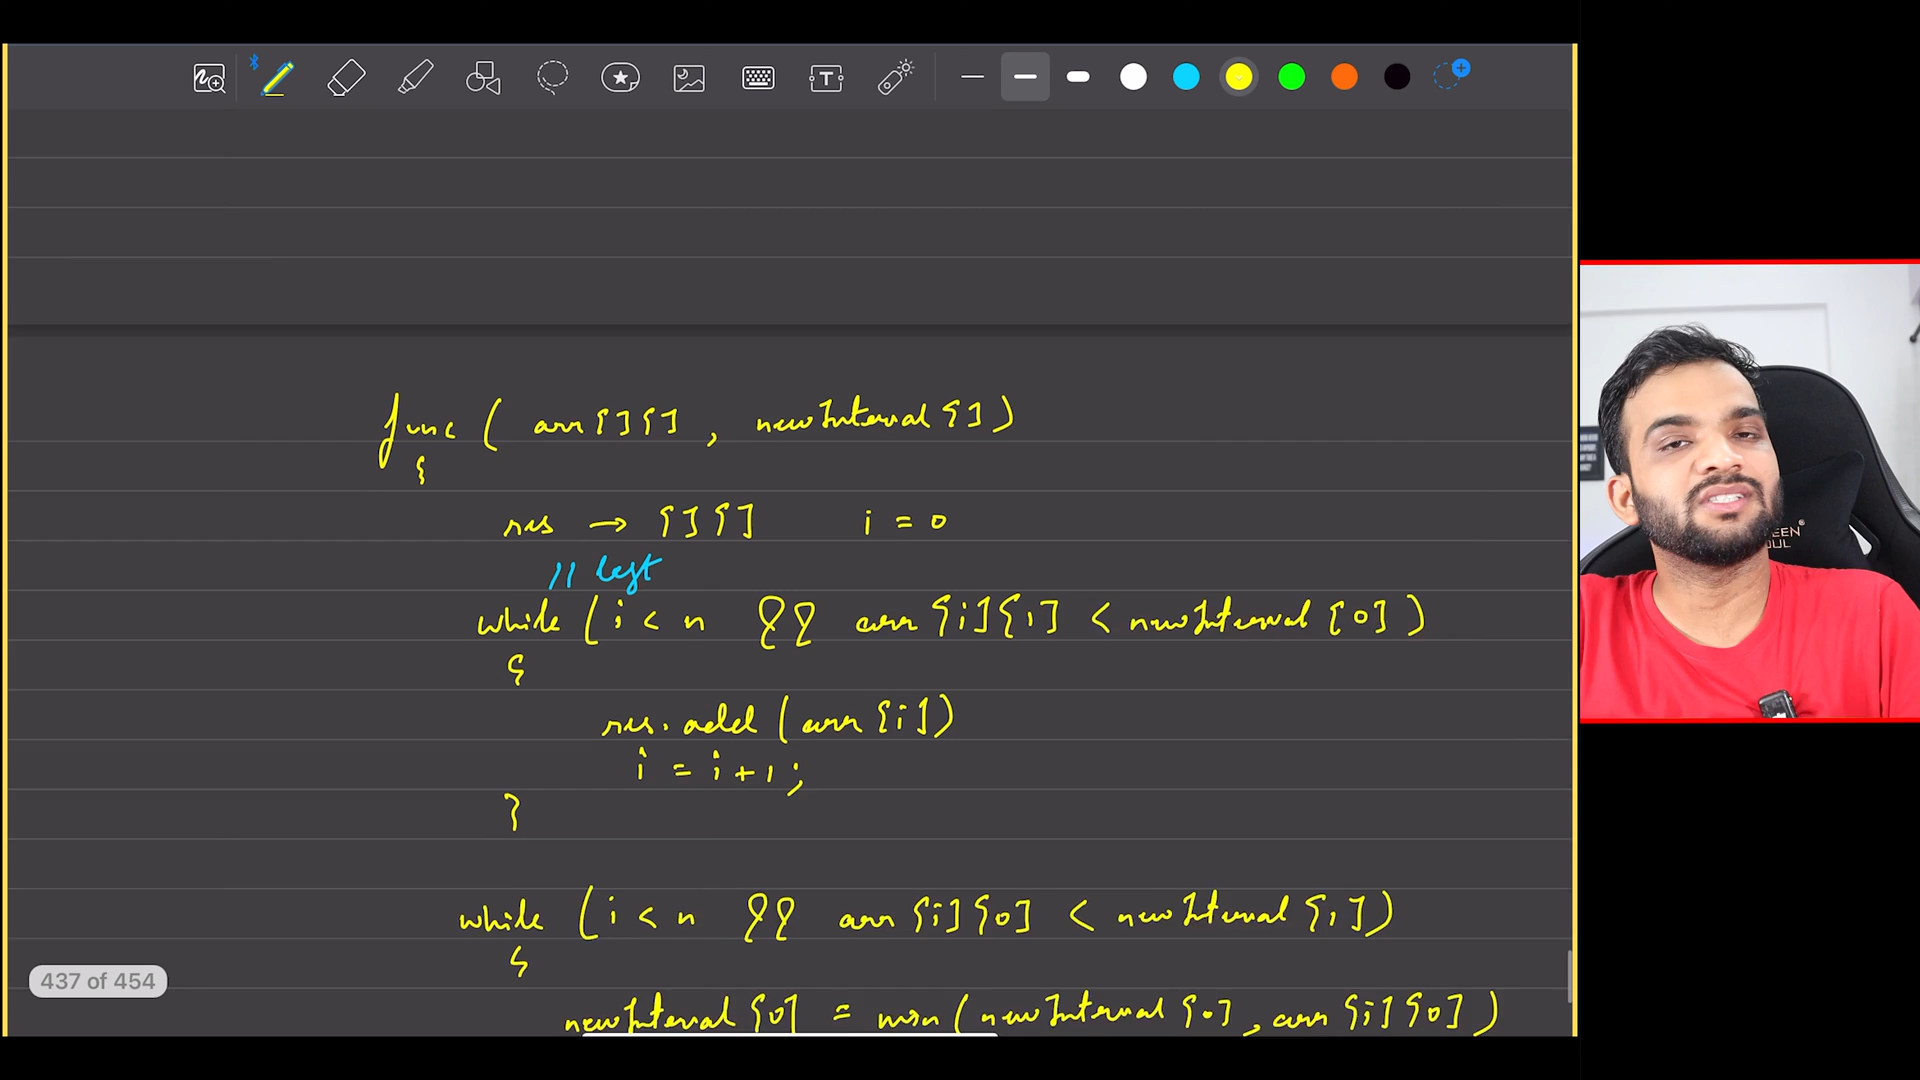 func ( arr[][] , newInterval[] )
{
res → [][] i = 0
// left
while ( i < n && arr[i][1] < newInterval[0] )
{
res. add ( arr[i] )
i = i + 1 ;
}
while ( i < n && arr[i][0] < newInterval[1] )
{
newInterval[0] = min ( newInterval[0] , arr[i][0] )
437 of 454